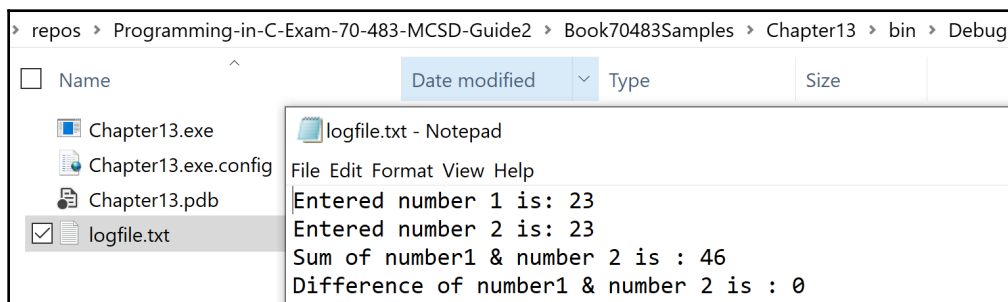 repos > Programming-in-C-Exam-70-483-MCSD-Guide2 > Book70483Samples > Chapter13 > bin > Debug
Name Date modified Type Size
Chapter13.exe
Chapter13.exe.config
Chapter13.pdb
logfile.txt
logfile.txt - Notepad
File Edit Format View Help
Entered number 1 is: 23
Entered number 2 is: 23
Sum of number1 & number 2 is : 46
Difference of number1 & number 2 is : 0